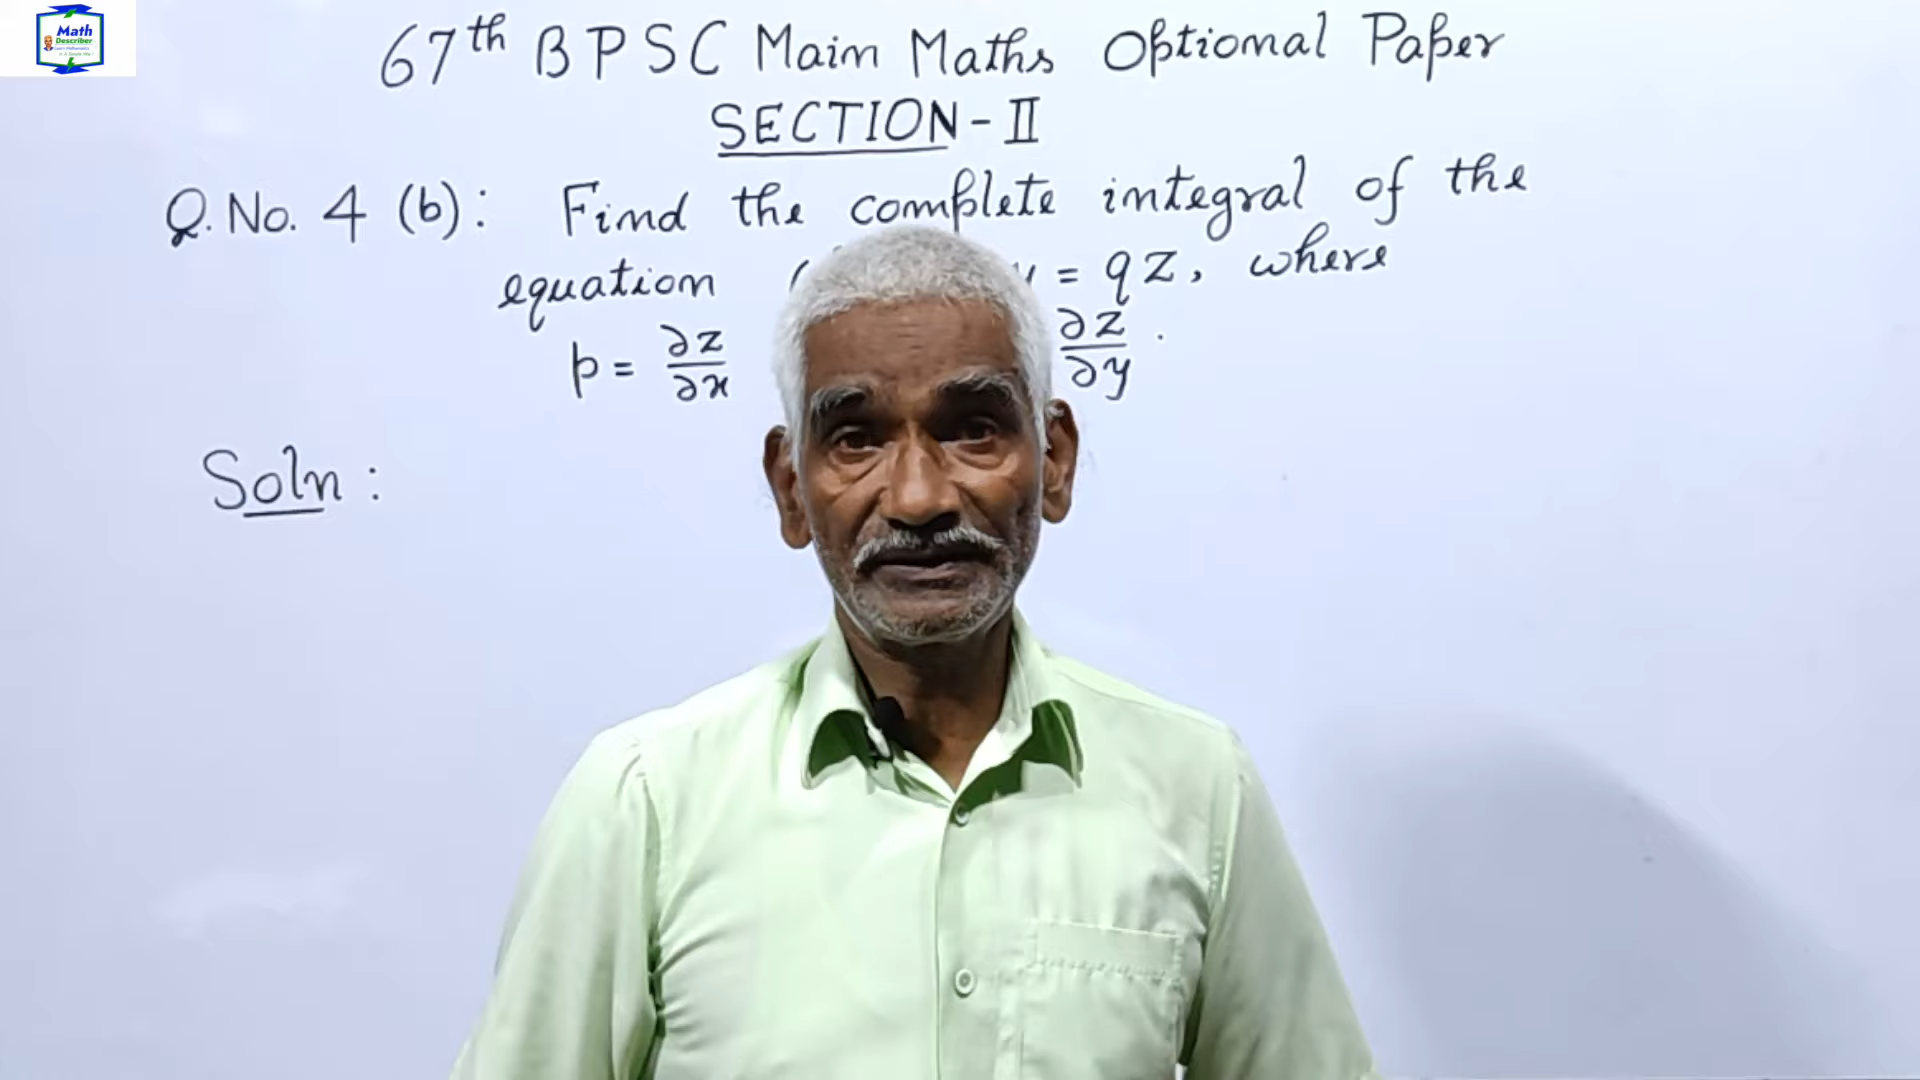 Math
Describer
67th BPSC Main Maths Optional Paper
SECTION-II
Q. No. 4 (b): Find the complete integral of the
equation ( = qz, where
p = ∂z/∂x ∂z/∂y .
Soln :